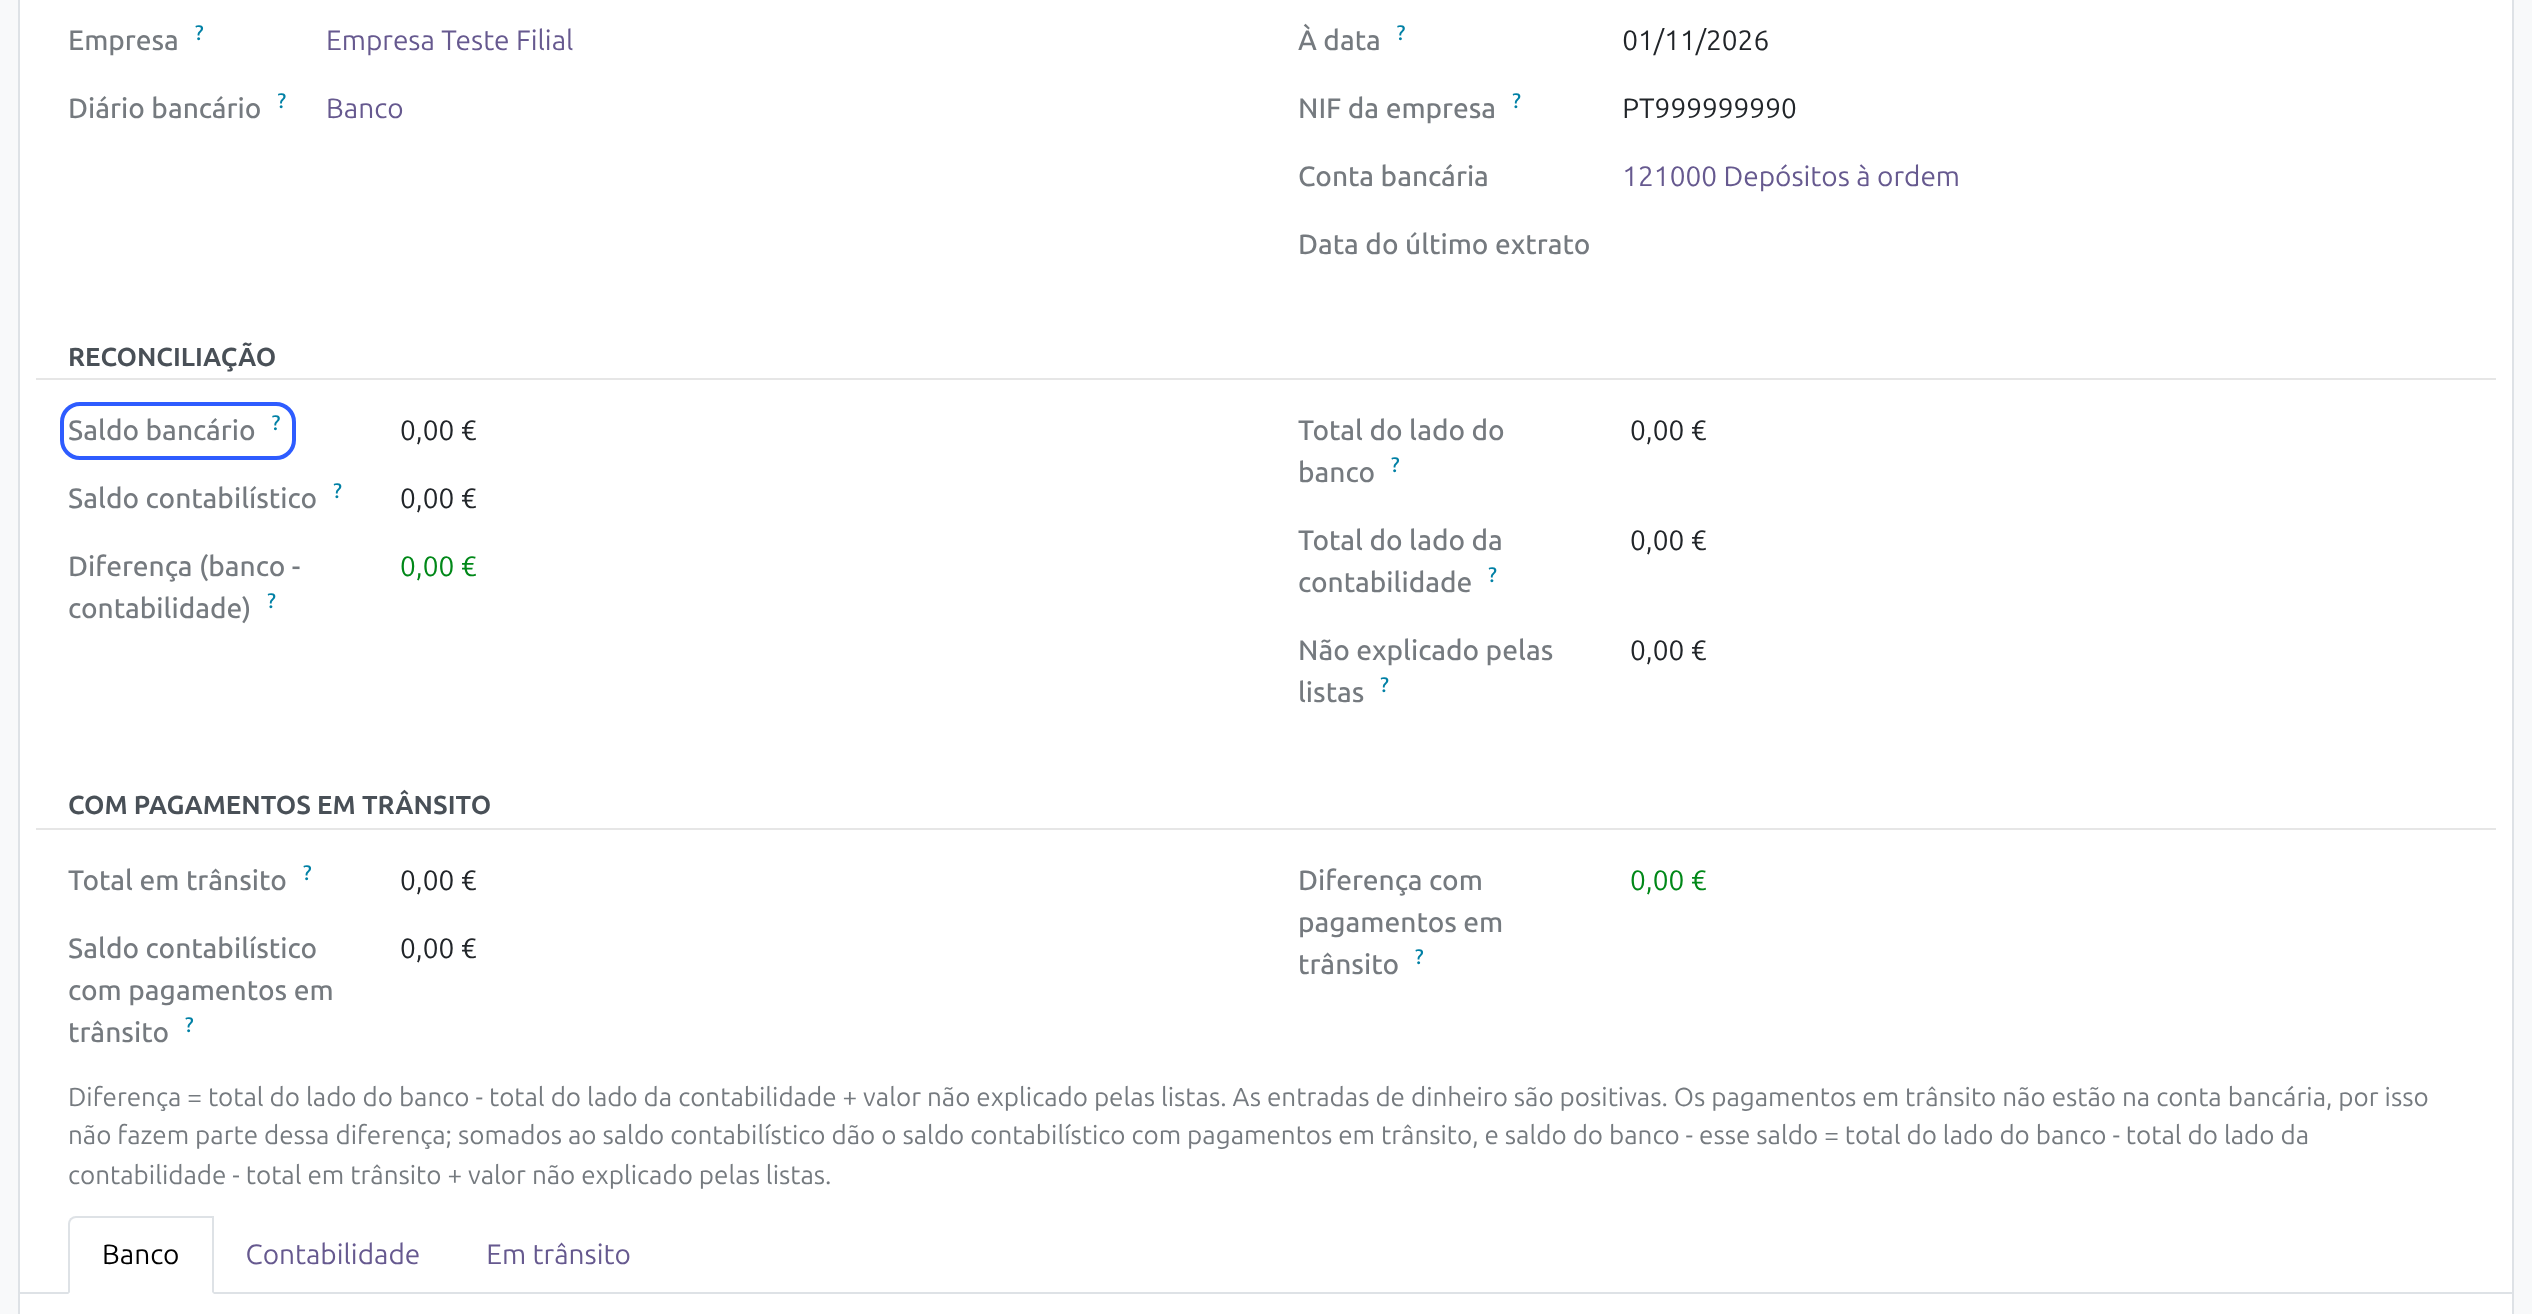 Empresa ? Empresa Teste Filial
À data ? 01/11/2026
Diário bancário ? Banco
NIF da empresa ? PT999999990
Conta bancária 121000 Depósitos à ordem
Data do último extrato
RECONCILIAÇÃO
Saldo bancário ? 0,00 €
Saldo contabilístico ? 0,00 €
Diferença (banco - 0,00 €
contabilidade) ?
Total do lado do 0,00 €
banco ?
Total do lado da 0,00 €
contabilidade ?
Não explicado pelas 0,00 €
listas ?
COM PAGAMENTOS EM TRÂNSITO
Total em trânsito ? 0,00 €
Saldo contabilístico 0,00 €
com pagamentos em
trânsito ?
Diferença com 0,00 €
pagamentos em
trânsito ?
Diferença = total do lado do banco - total do lado da contabilidade + valor não explicado pelas listas. As entradas de dinheiro são positivas. Os pagamentos em trânsito não estão na conta bancária, por isso
não fazem parte dessa diferença; somados ao saldo contabilístico dão o saldo contabilístico com pagamentos em trânsito, e saldo do banco - esse saldo = total do lado do banco - total do lado da
contabilidade - total em trânsito + valor não explicado pelas listas.
Banco Contabilidade Em trânsito